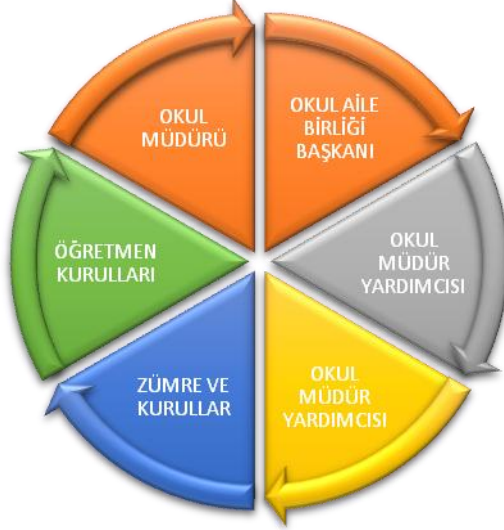 OKUL
MÜDÜRÜ
OKUL AİLE
BİRLİĞİ
BAŞKANI
OKUL
MÜDÜR
YARDIMCISI
OKUL
MÜDÜR
YARDIMCISI
ZÜMRE VE
KURULLAR
ÖĞRETMEN
KURULLARI